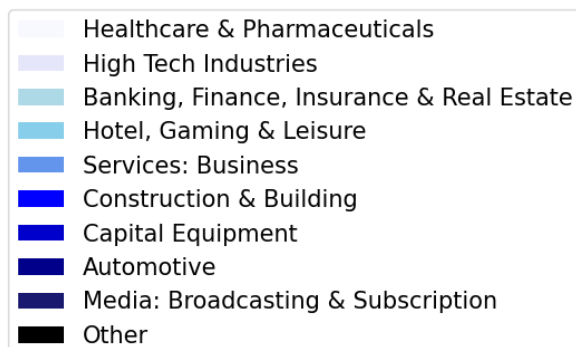 Healthcare & Pharmaceuticals
High Tech Industries
Banking, Finance, Insurance & Real Estate
Hotel, Gaming & Leisure
Services: Business
Construction & Building
Capital Equipment
Automotive
Media: Broadcasting & Subscription
Other